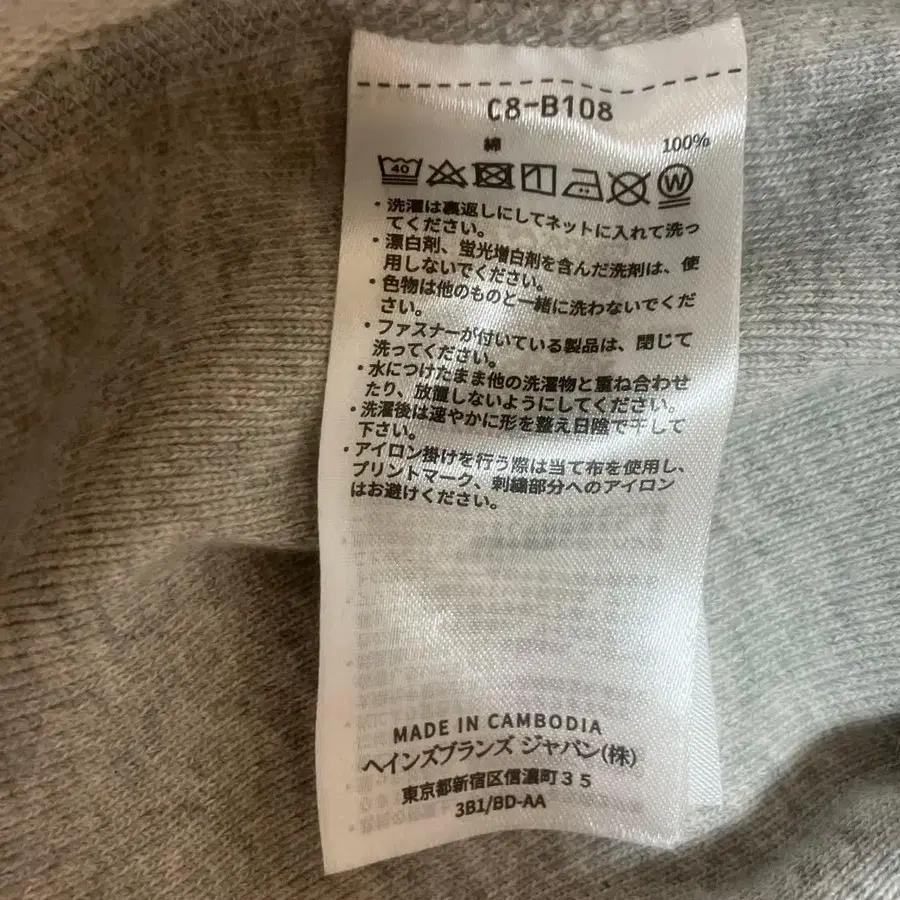 C8-B108
綿 100%
40 W
・洗濯は裏返しにしてネットに入れて洗っ
てください。
・漂白剤、蛍光増白剤を含んだ洗剤は、使
用しないでください。
・色物は他のものと一緒に洗わないでくだ
さい。
・ファスナーが付いている製品は、閉じて
洗ってください。
・水につけたまま他の洗濯物と重ね合わせ
たり、放置しないようにしてください。
・洗濯後は速やかに形を整え日陰で干して
下さい。
・アイロン掛けを行う際は当て布を使用し、
プリントマーク、刺繍部分へのアイロン
はお避けください。
MADE IN CAMBODIA
ヘインズブランズ ジャパン(株)
東京都新宿区信濃町35
3B1/BD-AA